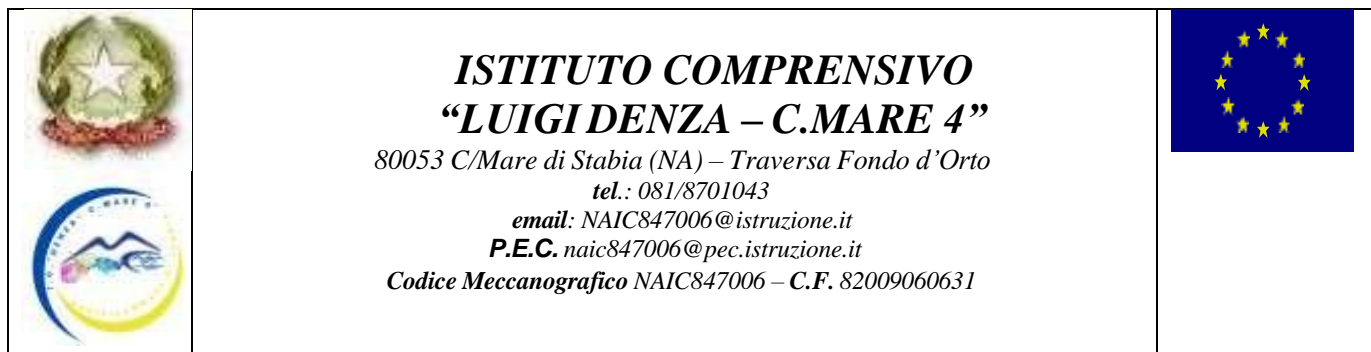 ISTITUTO COMPRENSIVO
“LUIGI DENZA – C.MARE 4”
80053 C/Mare di Stabia (NA) – Traversa Fondo d’Orto
tel.: 081/8701043
email: NAIC847006@istruzione.it
P.E.C. naic847006@pec.istruzione.it
Codice Meccanografico NAIC847006 – C.F. 82009060631